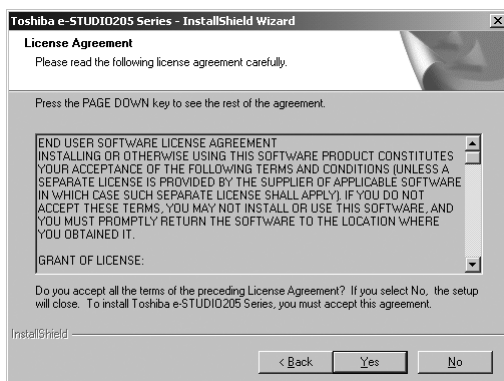 Toshiba e-STUDIO205 Series - InstallShield Wizard
License Agreement
Please read the following license agreement carefully.
Press the PAGE DOWN key to see the rest of the agreement.
END USER SOFTWARE LICENSE AGREEMENT
INSTALLING OR OTHERWISE USING THIS SOFTWARE PRODUCT CONSTITUTES
YOUR ACCEPTANCE OF THE FOLLOWING TERMS AND CONDITIONS (UNLESS A
SEPARATE LICENSE IS PROVIDED BY THE SUPPLIER OF APPLICABLE SOFTWARE
IN WHICH CASE SUCH SEPARATE LICENSE SHALL APPLY). IF YOU DO NOT
ACCEPT THESE TERMS, YOU MAY NOT INSTALL OR USE THIS SOFTWARE, AND
YOU MUST PROMPTLY RETURN THE SOFTWARE TO THE LOCATION WHERE
YOU OBTAINED IT.
GRANT OF LICENSE:
Do you accept all the terms of the preceding License Agreement? If you select No, the setup
will close. To install Toshiba e-STUDIO205 Series, you must accept this agreement.
InstallShield
< Back Yes No